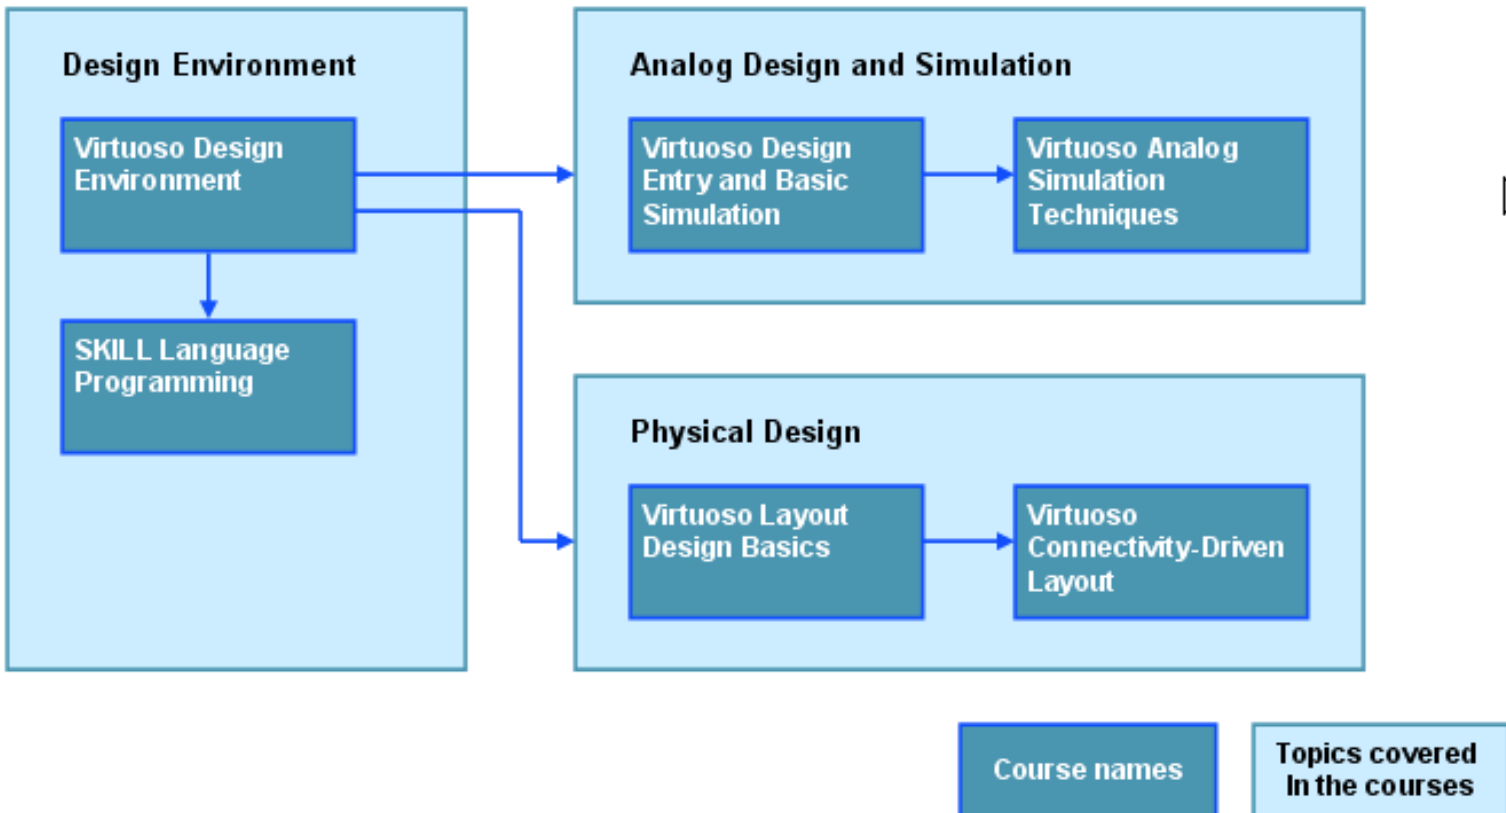 Design Environment
Virtuoso Design
Environment
SKILL Language
Programming
Analog Design and Simulation
Virtuoso Design
Entry and Basic
Simulation
Virtuoso Analog
Simulation
Techniques
Physical Design
Virtuoso Layout
Design Basics
Virtuoso
Connectivity-Driven
Layout
Course names
Topics covered
In the courses